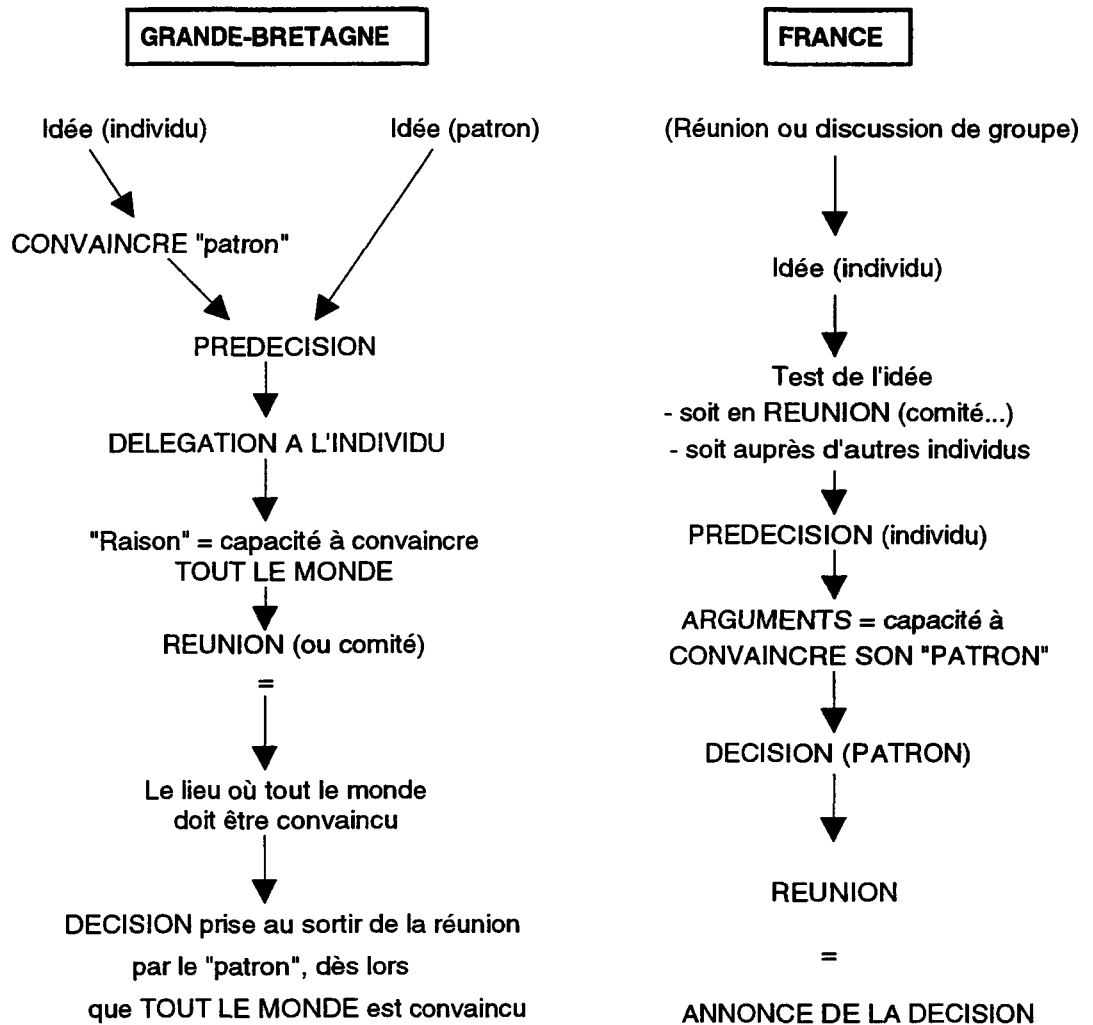 GRANDE-BRETAGNE
Idée (individu)
Idée (patron)
CONVAINCRE "patron"
PREDECISION
DELEGATION A L'INDIVIDU
"Raison" = capacité à convaincre
TOUT LE MONDE
REUNION (ou comité)
=
Le lieu où tout le monde
doit être convaincu
DECISION prise au sortir de la réunion
par le "patron", dès lors
que TOUT LE MONDE est convaincu
FRANCE
(Réunion ou discussion de groupe)
Idée (individu)
Test de l'idée
- soit en REUNION (comité...)
- soit auprès d'autres individus
PREDECISION (individu)
ARGUMENTS = capacité à
CONVAINCRE SON "PATRON"
DECISION (PATRON)
REUNION
=
ANNONCE DE LA DECISION